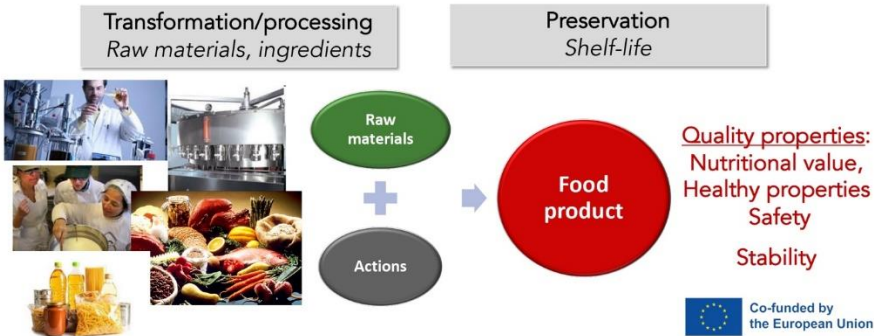 Transformation/processing
Raw materials, ingredients
Preservation
Shelf-life
Raw
materials
Actions
Food
product
Quality properties:
Nutritional value,
Healthy properties
Safety
Stability
Co-funded by
the European Union